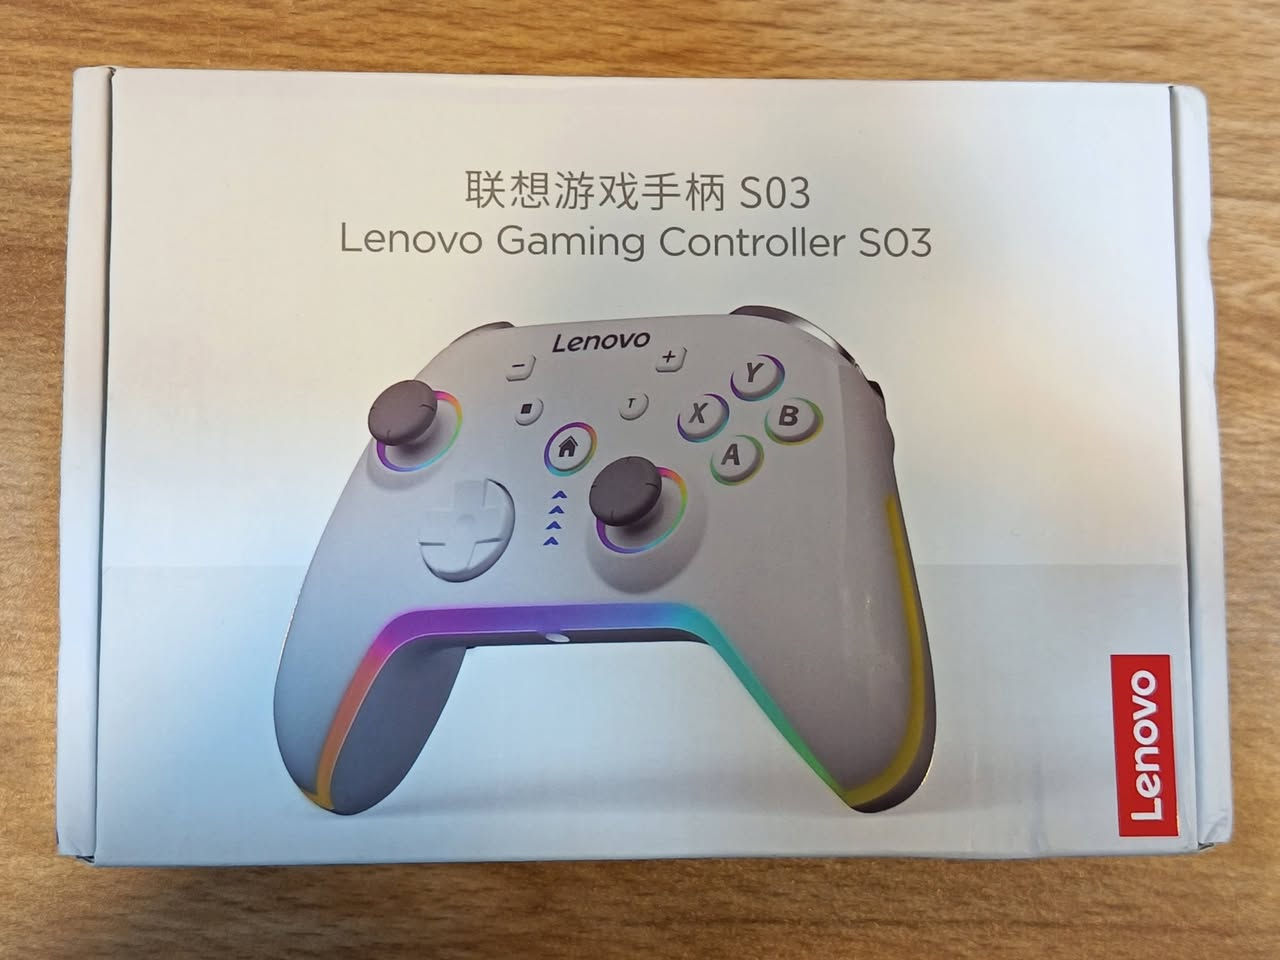 联想游戏手柄 S03
Lenovo Gaming Controller S03
Lenovo
- +
T
Y
X B
A
Lenovo